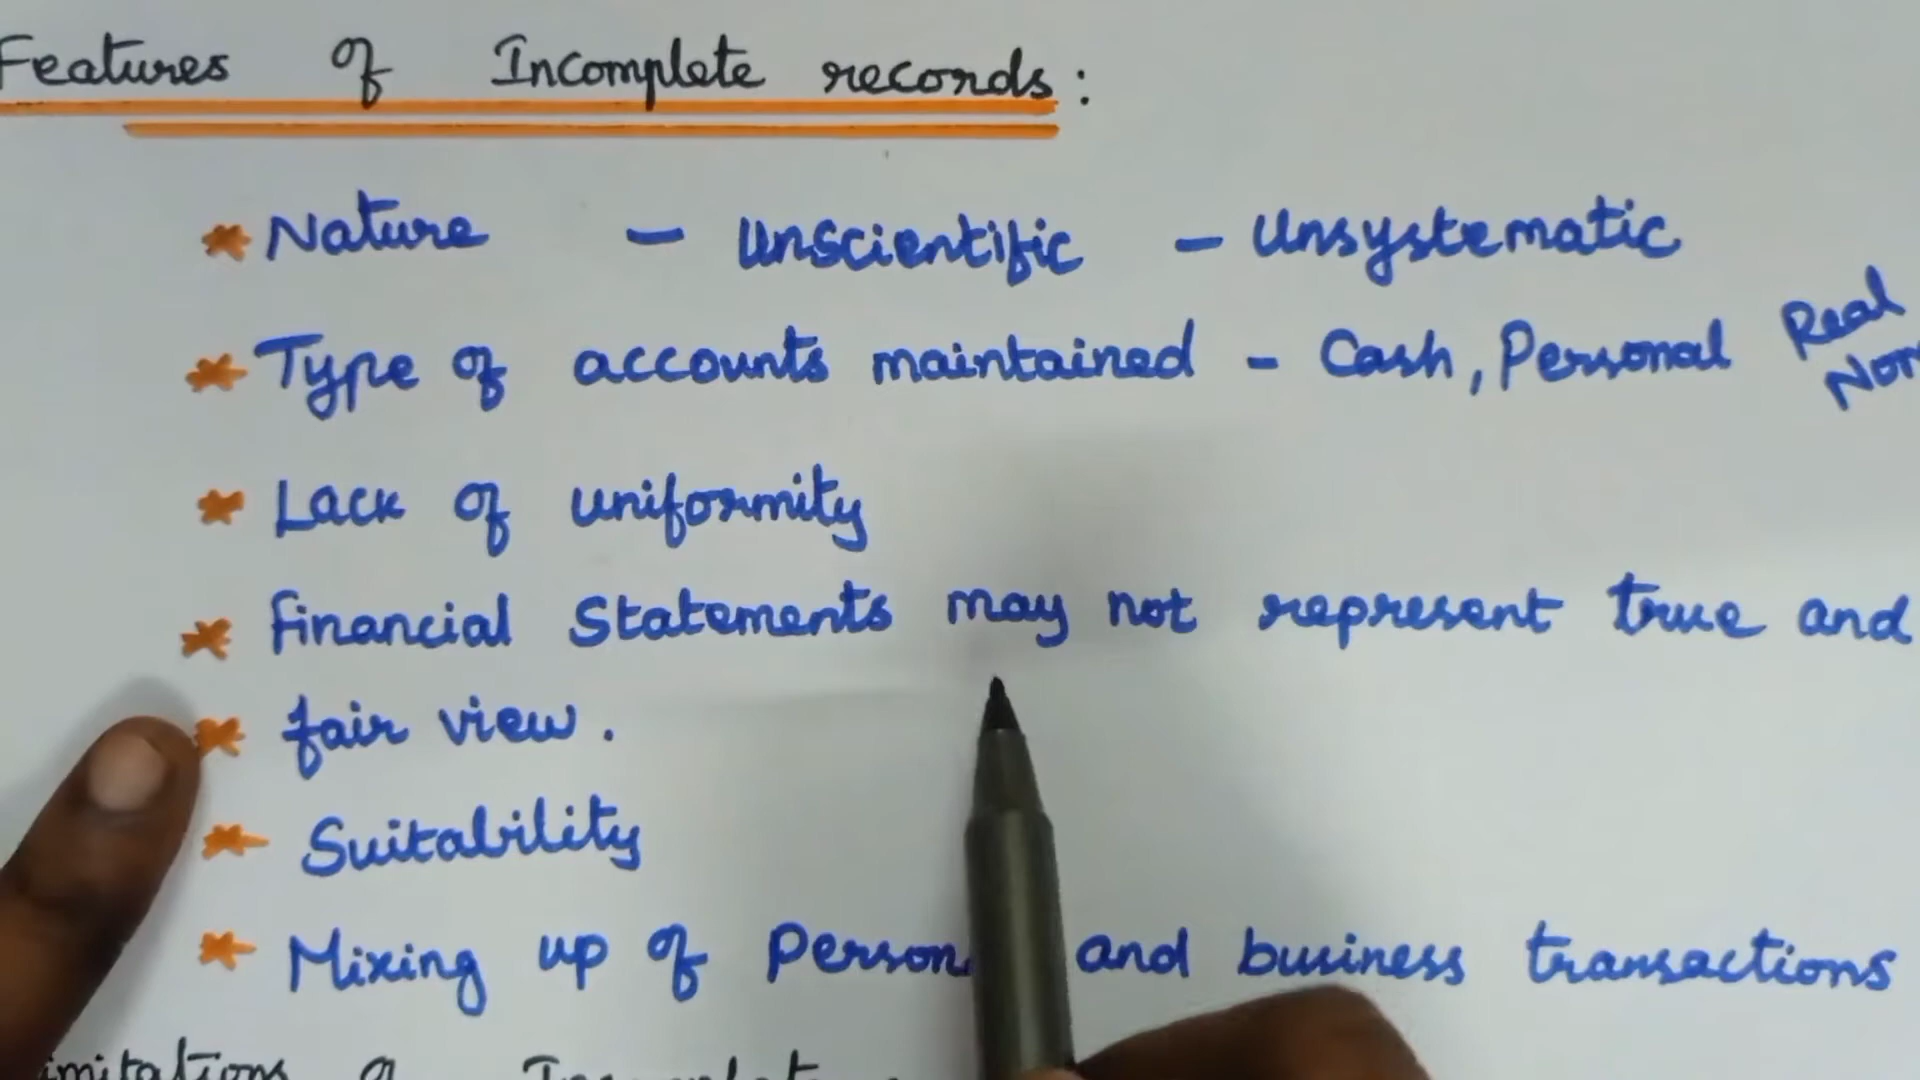 Features of Incomplete records:
* Nature - Unscientific - Unsystematic
* Type of accounts maintained - Cash, Personal Real
* Lack of uniformity
* Financial Statements may not represent true and
* fair view.
* Suitability
* Mixing up of and business transactions